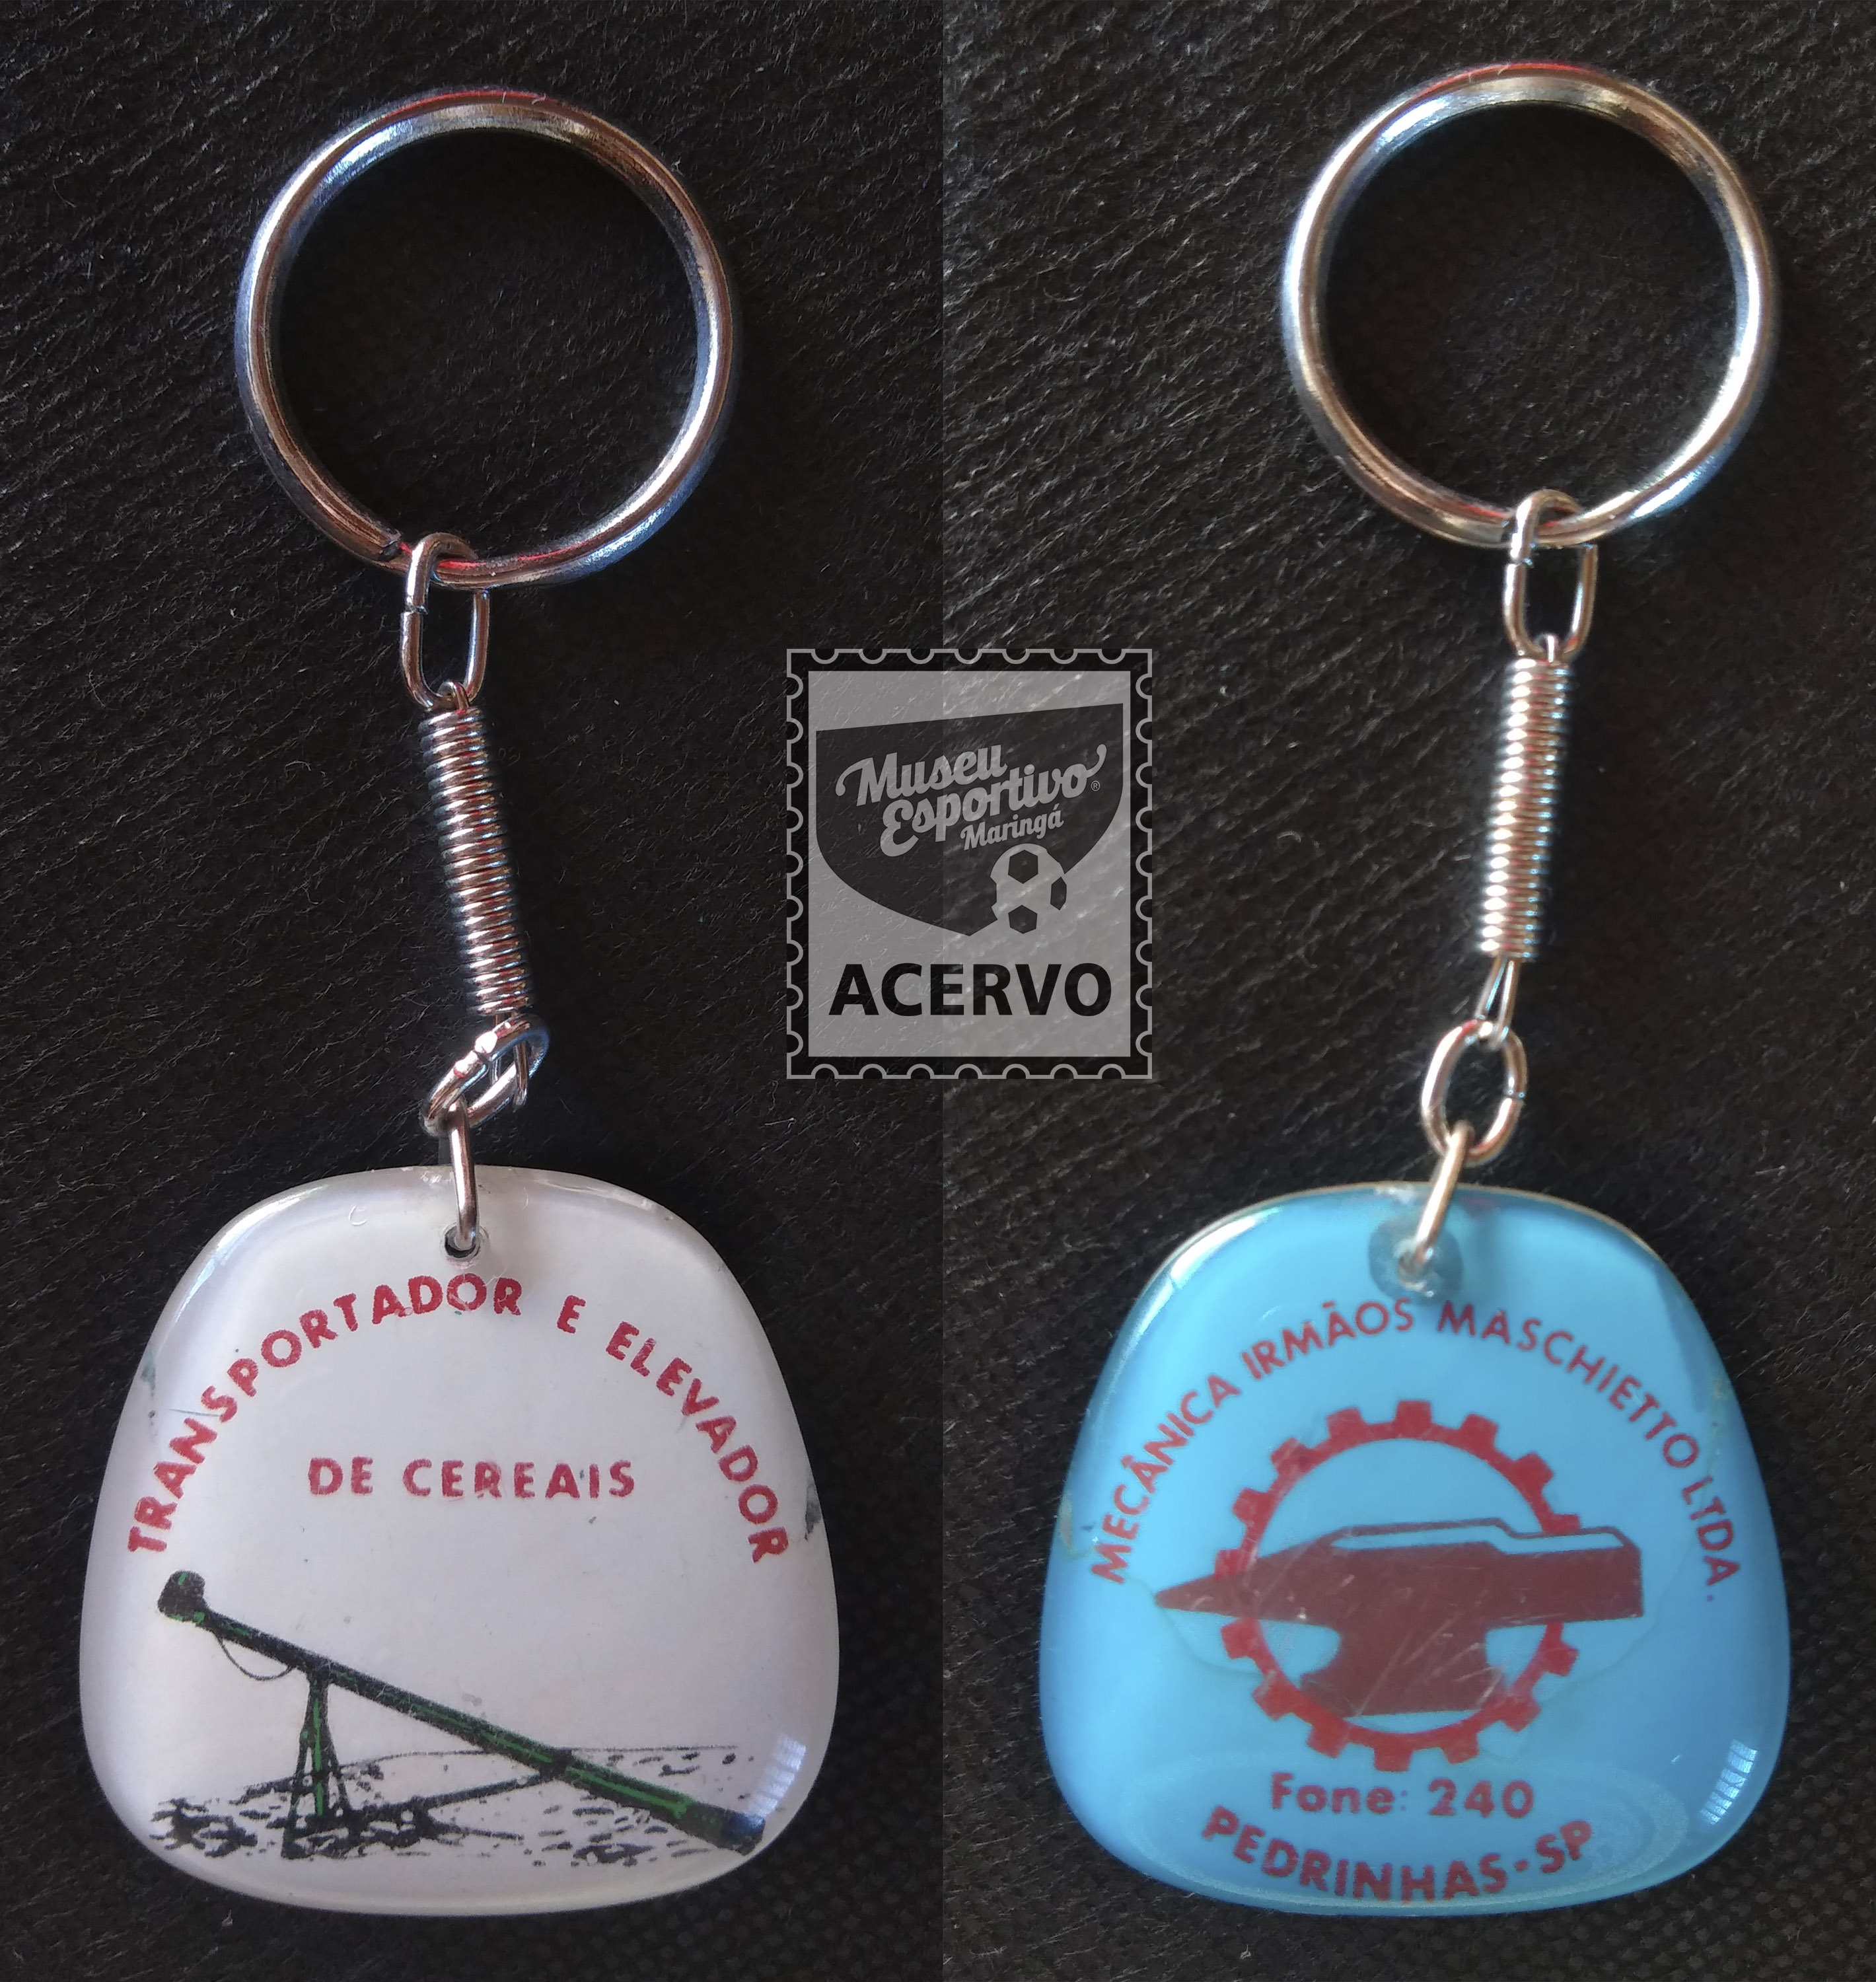 TRANSPORTADOR E ELEVADOR
DE CEREAIS
Museu
Esportivo®
Maringá
ACERVO
MECÂNICA IRMÃOS MASCHIETTO LTDA.
Fone: 240
PEDRINHAS-SP